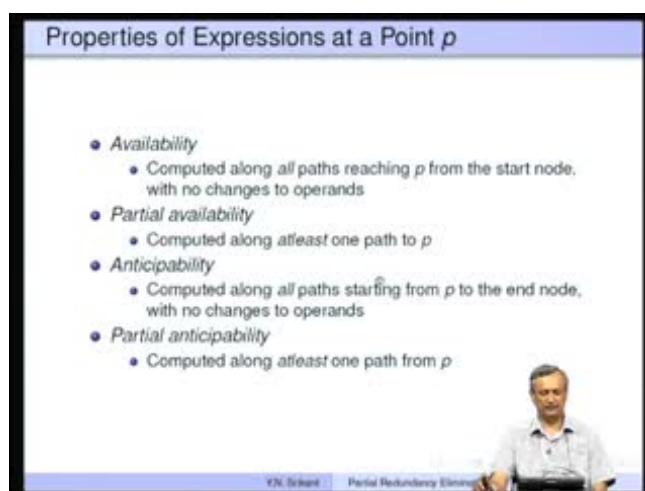 Properties of Expressions at a Point p
Availability
Computed along all paths reaching p from the start node,
with no changes to operands
Partial availability
Computed along atleast one path to p
Anticipability
Computed along all paths starting from p to the end node,
with no changes to operands
Partial anticipability
Computed along atleast one path from p
Y.N. Srikant Partial Redundancy